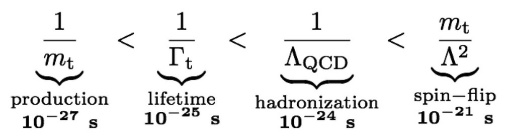 1/m_t < 1/Γ_t < 1/Λ_QCD < m_t/Λ²
production lifetime hadronization spin−flip
10⁻²⁷ s 10⁻²⁵ s 10⁻²⁴ s 10⁻²¹ s